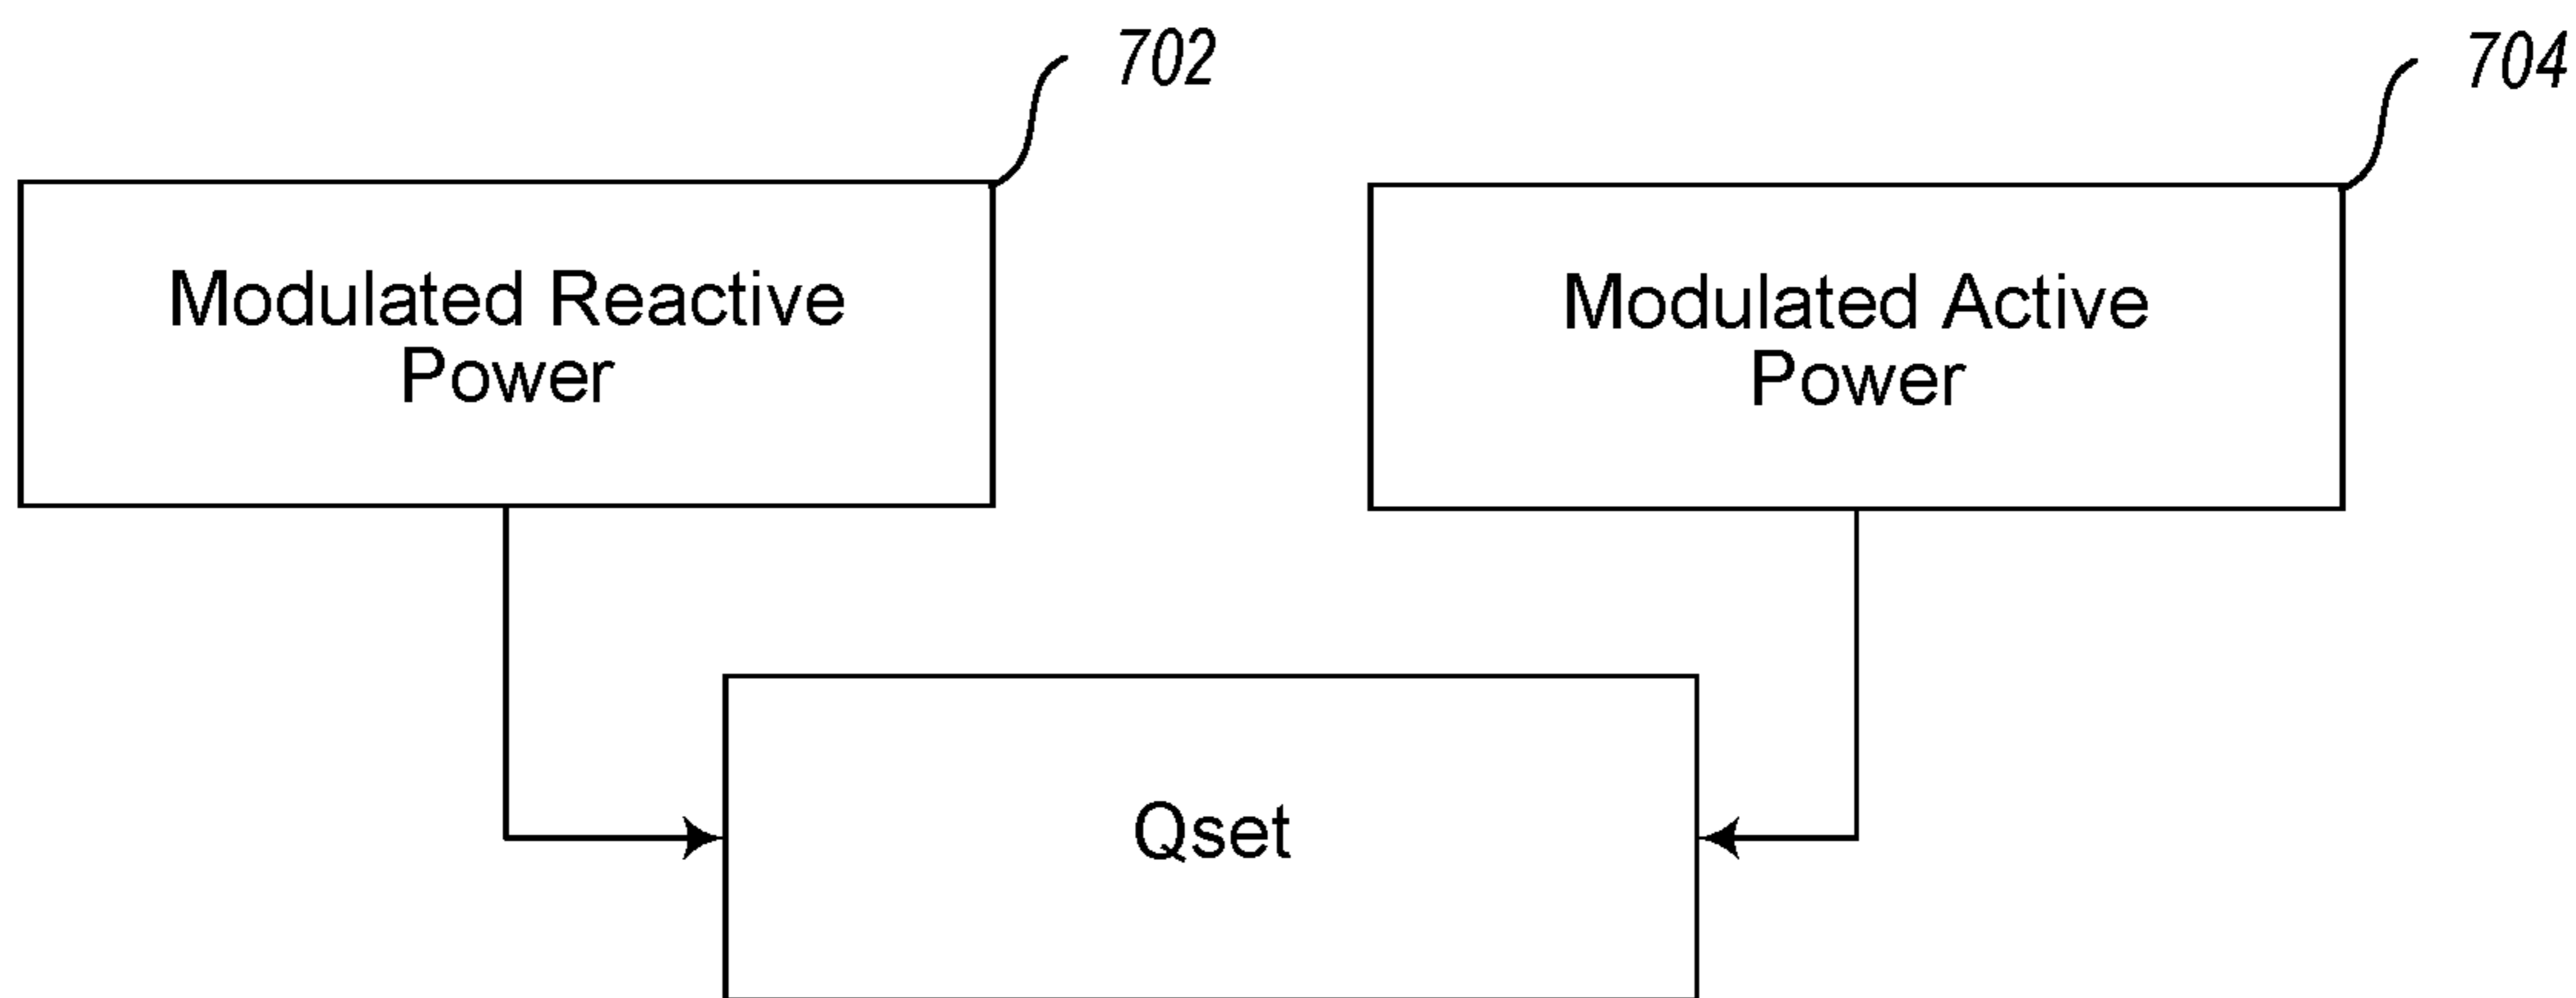 702
704
Modulated Reactive
Power
Modulated Active
Power
Qset